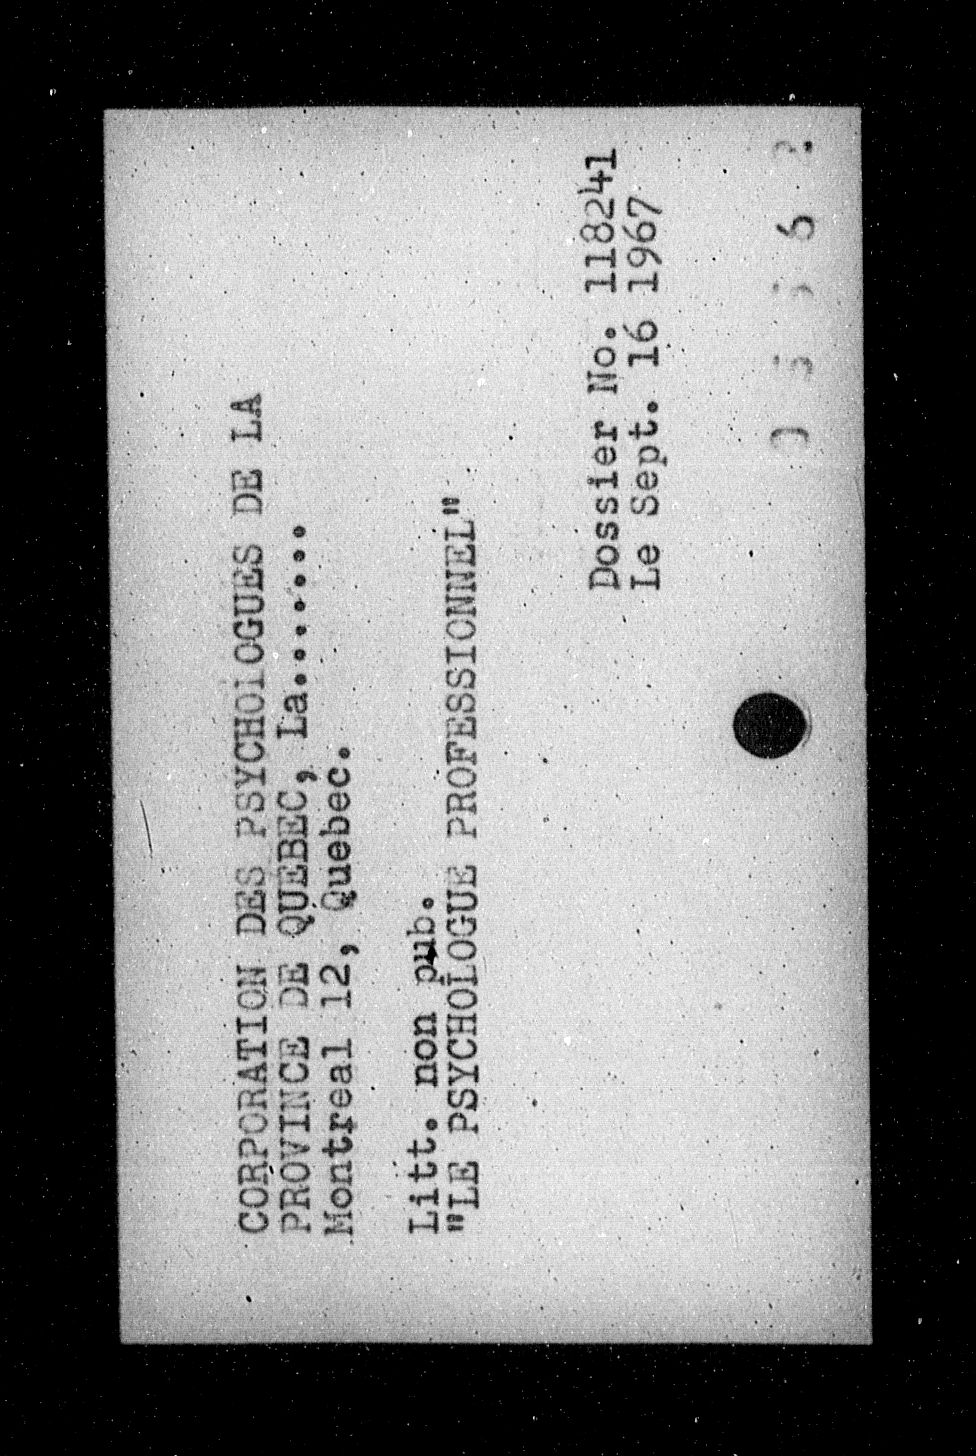 CORPORATION DES PSYCHOLOGUES DE LA
PROVINCE DE QUEBEC, La.......
Montreal 12, Quebec.
Litt. non pub.
"LE PSYCHOLOGUE PROFESSIONNEL"
Dossier No. 118241
Le Sept. 16 1967